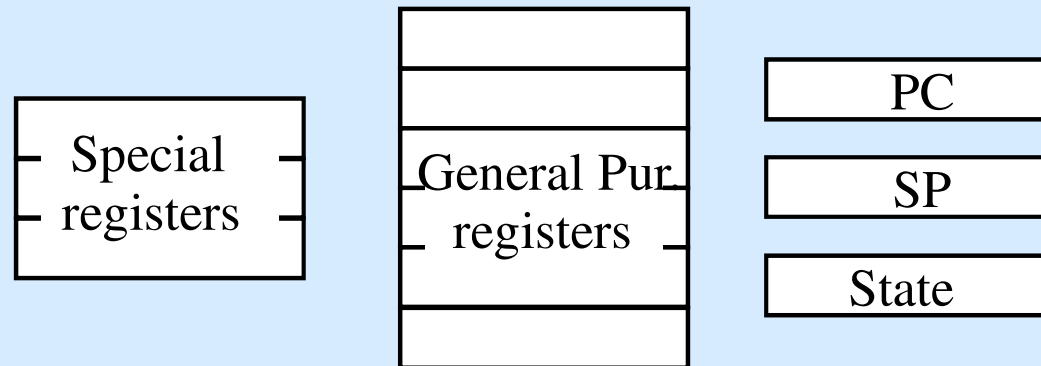 Special
registers
General Pur.
registers
PC
SP
State